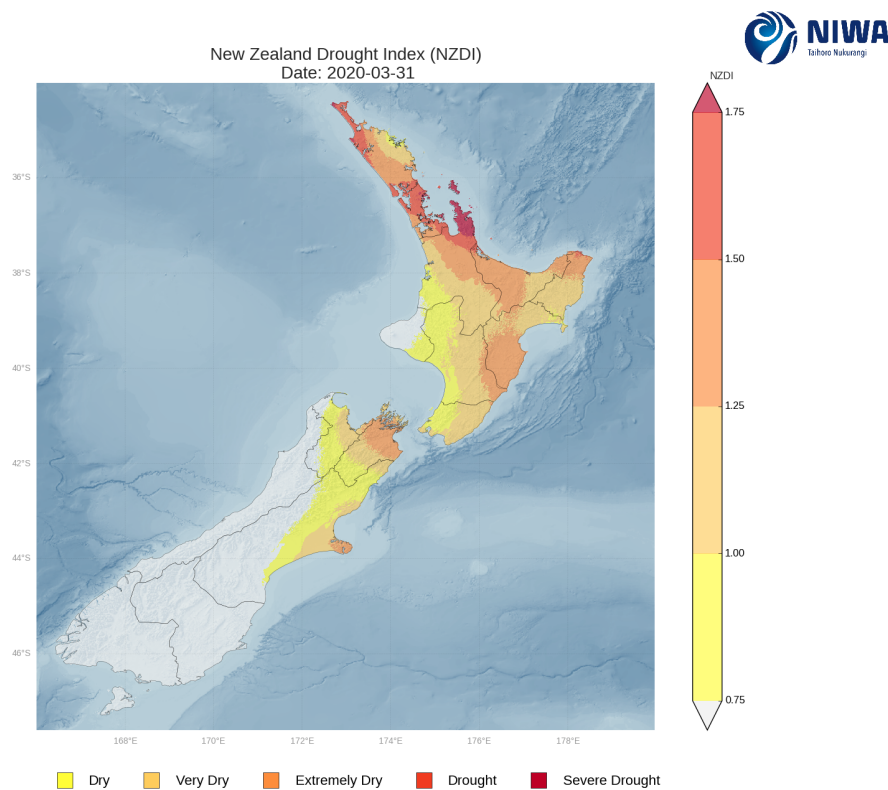 NIWA
Taihoro Nukurangi
New Zealand Drought Index (NZDI)
Date: 2020-03-31
NZDI
1.75
1.50
1.25
1.00
0.75
36°S
38°S
40°S
42°S
44°S
46°S
168°E 170°E 172°E 174°E 176°E 178°E
Dry Very Dry Extremely Dry Drought Severe Drought